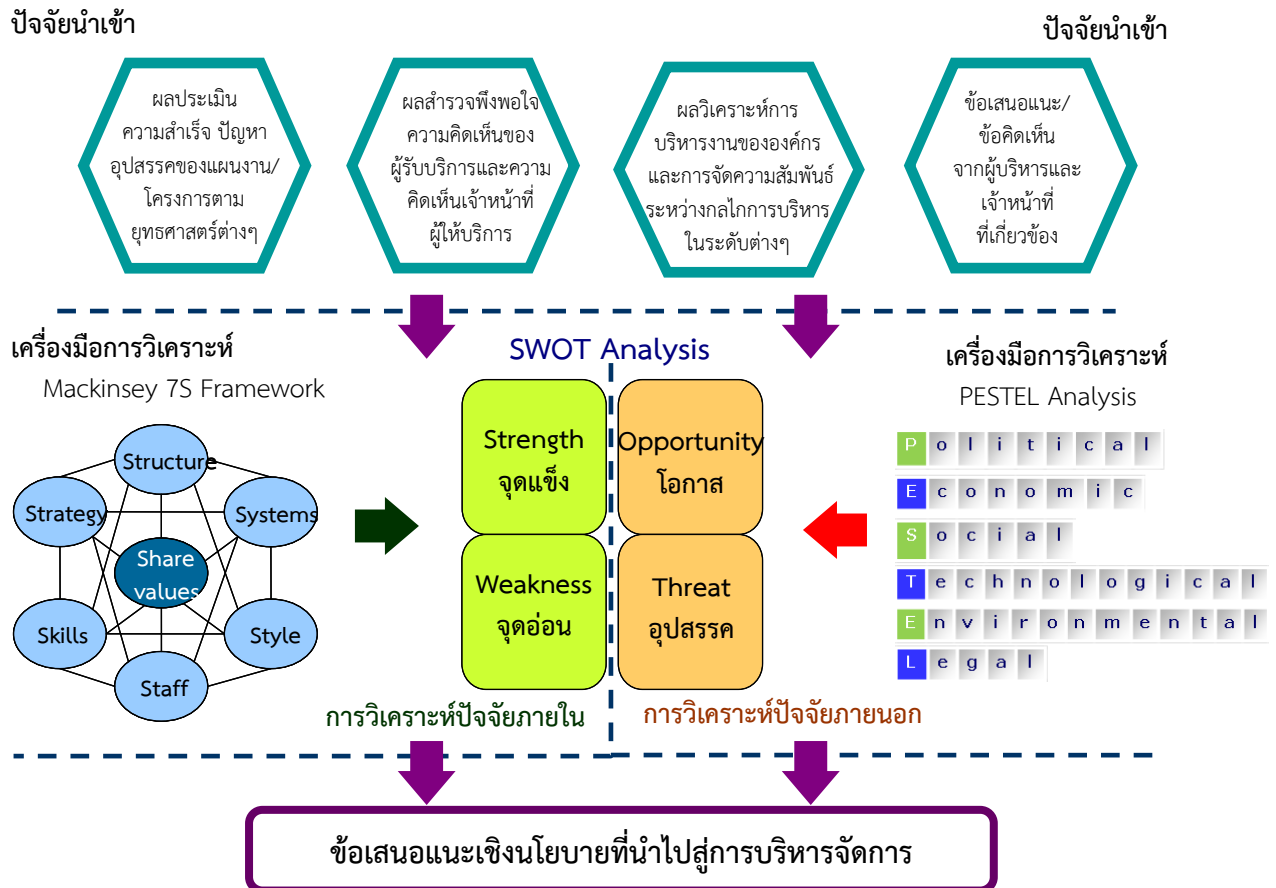 ปัจจัยนำเข้า
ปัจจัยนำเข้า
ผลประเมิน
ความสำเร็จ ปัญหา
อุปสรรคของแผนงาน/
โครงการตาม
ยุทธศาสตร์ต่างๆ
ผลสำรวจพึงพอใจ
ความคิดเห็นของ
ผู้รับบริการและความ
คิดเห็นเจ้าหน้าที่
ผู้ให้บริการ
ผลวิเคราะห์การ
บริหารงานขององค์กร
และการจัดความสัมพันธ์
ระหว่างกลไกการบริหาร
ในระดับต่างๆ
ข้อเสนอแนะ/
ข้อคิดเห็น
จากผู้บริหารและ
เจ้าหน้าที่
ที่เกี่ยวข้อง
เครื่องมือการวิเคราะห์
Mackinsey 7S Framework
Structure
Strategy
Systems
Share
values
Skills
Style
Staff
SWOT Analysis
Strength
จุดแข็ง
Opportunity
โอกาส
Weakness
จุดอ่อน
Threat
อุปสรรค
การวิเคราะห์ปัจจัยภายใน
การวิเคราะห์ปัจจัยภายนอก
เครื่องมือการวิเคราะห์
PESTEL Analysis
Political
Economic
Social
Technological
Environmental
Legal
ข้อเสนอแนะเชิงนโยบายที่นำไปสู่การบริหารจัดการ